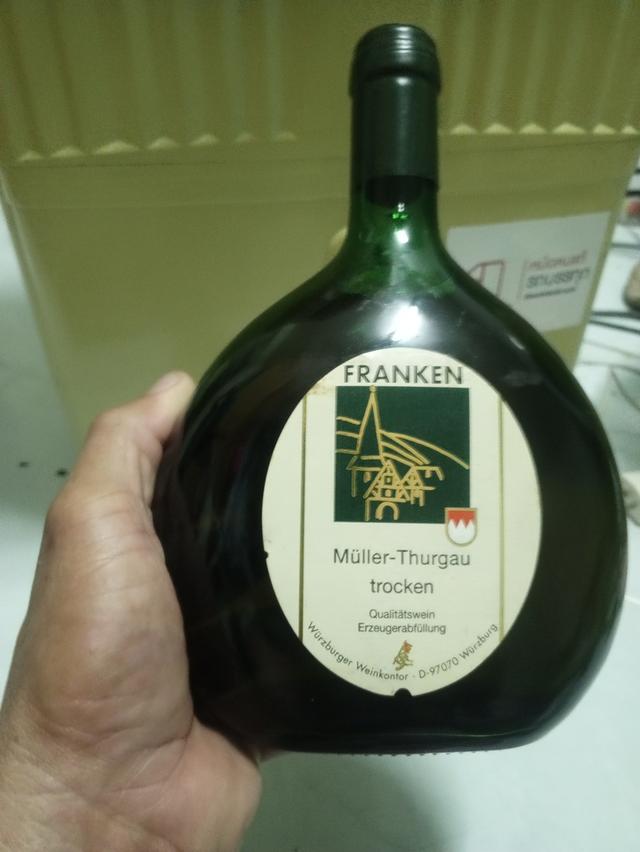 FRANKEN
Müller-Thurgau
trocken
Qualitätswein
Erzeugerabfüllung
Würzburger Weinkontor · D-97070 Würzburg